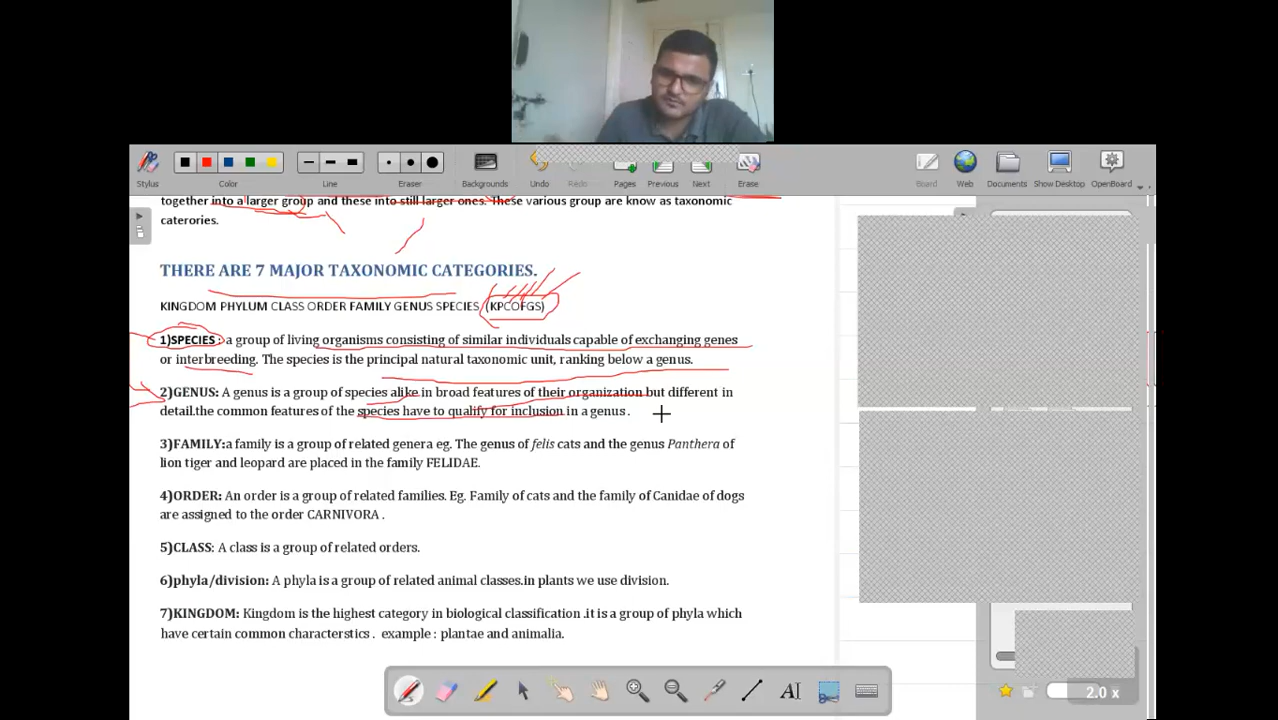 Stylus
Color
Line
Eraser
Backgrounds
Undo
Redo
Pages
Previous
Next
Erase
Board
Web
Documents
Show Desktop
OpenBoard
together into a larger group and these into still larger ones. These various group are know as taxonomic
caterories.
THERE ARE 7 MAJOR TAXONOMIC CATEGORIES.
KINGDOM PHYLUM CLASS ORDER FAMILY GENUS SPECIES (KPCOFGS)
1)SPECIES: a group of living organisms consisting of similar individuals capable of exchanging genes
or interbreeding. The species is the principal natural taxonomic unit, ranking below a genus.
2)GENUS: A genus is a group of species alike in broad features of their organization but different in
detail.the common features of the species have to qualify for inclusion in a genus .
3)FAMILY:a family is a group of related genera eg. The genus of felis cats and the genus Panthera of
lion tiger and leopard are placed in the family FELIDAE.
4)ORDER: An order is a group of related families. Eg. Family of cats and the family of Canidae of dogs
are assigned to the order CARNIVORA .
5)CLASS: A class is a group of related orders.
6)phyla/division: A phyla is a group of related animal classes.in plants we use division.
7)KINGDOM: Kingdom is the highest category in biological classification .it is a group of phyla which
have certain common characterstics . example : plantae and animalia.
2.0 x